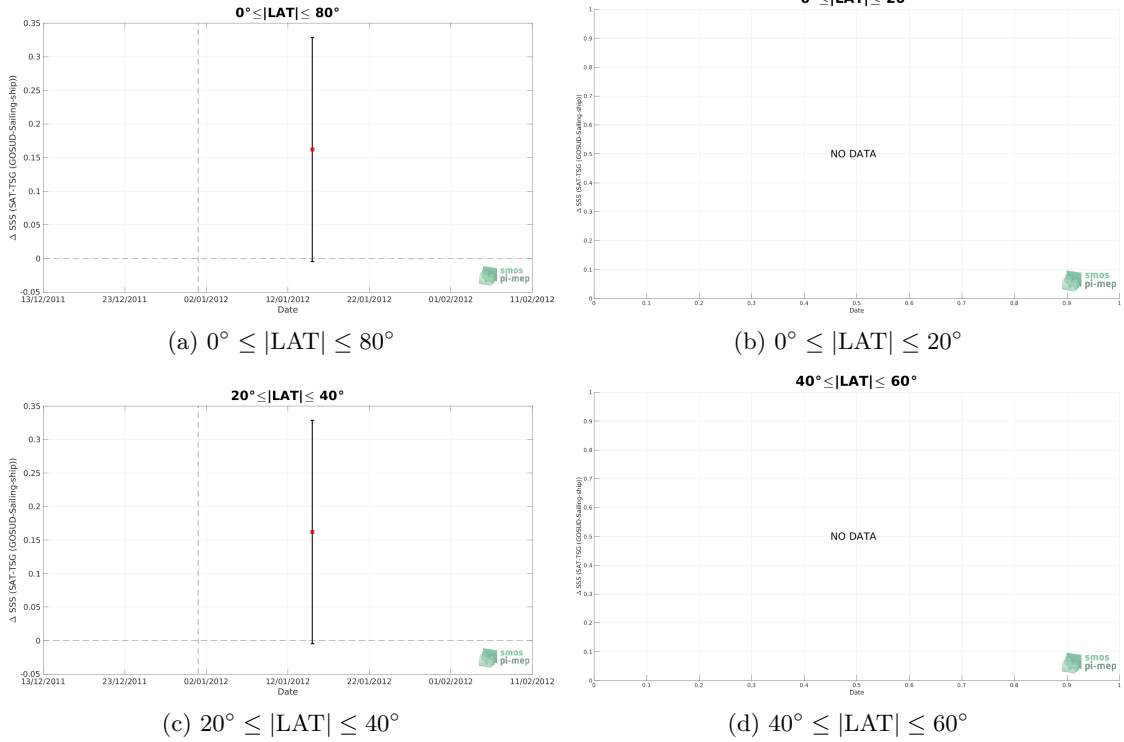 0°≤|LAT|≤ 80°
Δ SSS (SAT-TSG (GOSUD-Sailing-ship))
0.35
0.3
0.25
0.2
0.15
0.1
0.05
0
-0.05
13/12/2011 23/12/2011 02/01/2012 12/01/2012 22/01/2012 01/02/2012 11/02/2012
Date
smos
pi-mep
(a) 0° ≤ |LAT| ≤ 80°
0°≤|LAT|≤ 20°
Δ SSS (SAT-TSG (GOSUD-Sailing-ship))
1
0.9
0.8
0.7
0.6
0.5
0.4
0.3
0.2
0.1
0
NO DATA
0 0.1 0.2 0.3 0.4 0.5 0.6 0.7 0.8 0.9 1
Date
smos
pi-mep
(b) 0° ≤ |LAT| ≤ 20°
20°≤|LAT|≤ 40°
Δ SSS (SAT-TSG (GOSUD-Sailing-ship))
0.35
0.3
0.25
0.2
0.15
0.1
0.05
0
-0.05
13/12/2011 23/12/2011 02/01/2012 12/01/2012 22/01/2012 01/02/2012 11/02/2012
Date
smos
pi-mep
(c) 20° ≤ |LAT| ≤ 40°
40°≤|LAT|≤ 60°
Δ SSS (SAT-TSG (GOSUD-Sailing-ship))
1
0.9
0.8
0.7
0.6
0.5
0.4
0.3
0.2
0.1
0
NO DATA
0 0.1 0.2 0.3 0.4 0.5 0.6 0.7 0.8 0.9 1
Date
smos
pi-mep
(d) 40° ≤ |LAT| ≤ 60°